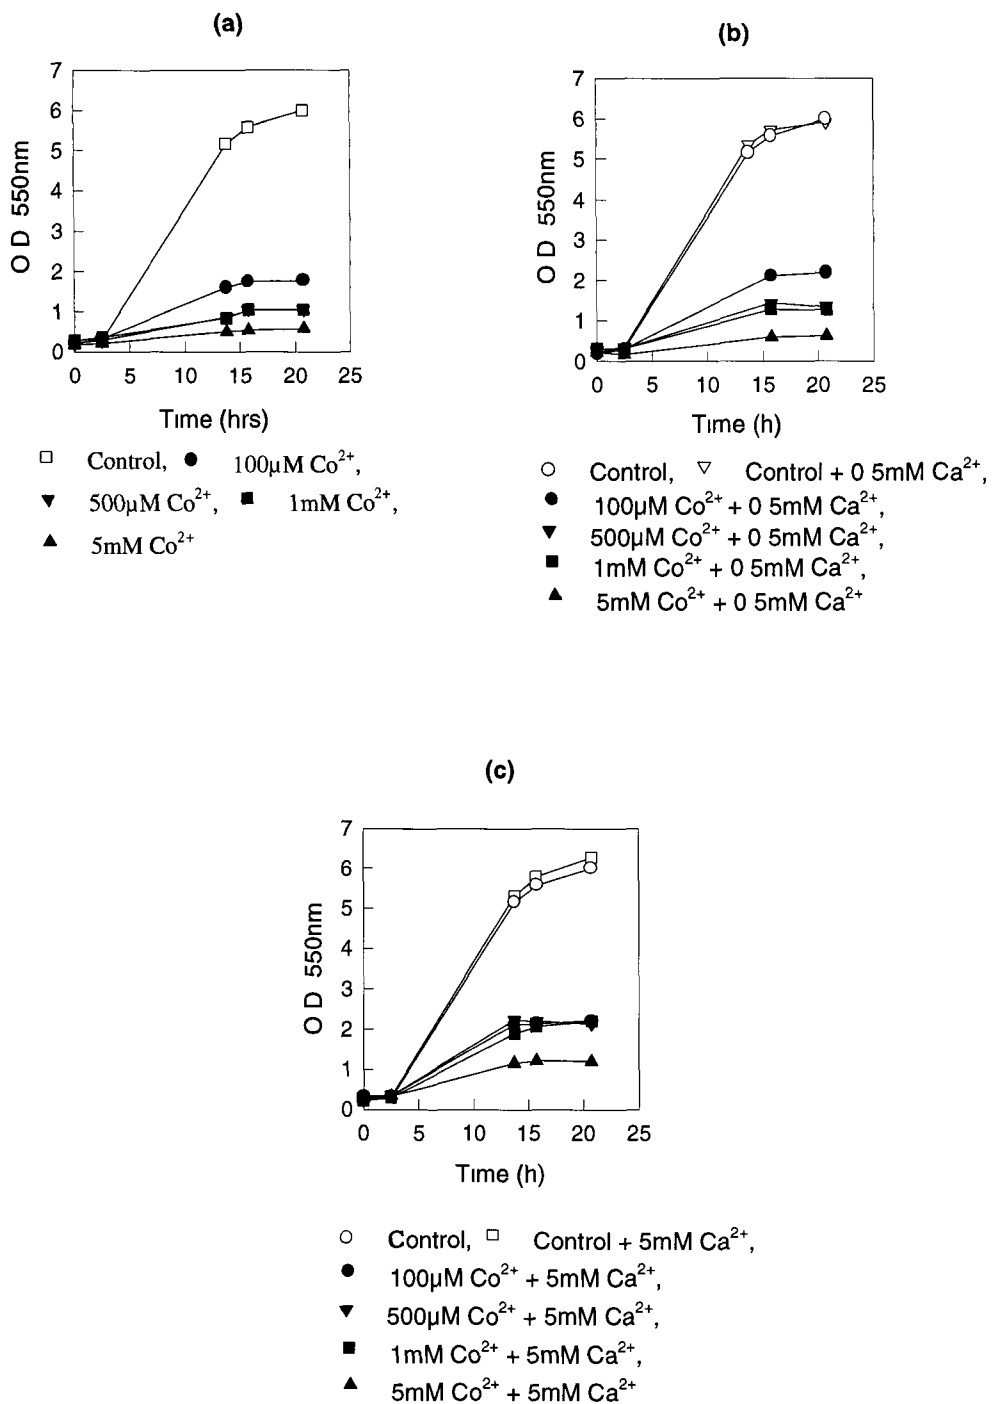 (a)
7
6
5
4
3
2
1
0
O D 550nm
0 5 10 15 20 25
Tıme (hrs)
Control, 100µM Co2+,
500µM Co2+, 1mM Co2+,
5mM Co2+
(b)
7
6
5
4
3
2
1
0
O D 550nm
0 5 10 15 20 25
Tıme (h)
Control, Control + 0 5mM Ca2+,
100µM Co2+ + 0 5mM Ca2+,
500µM Co2+ + 0 5mM Ca2+,
1mM Co2+ + 0 5mM Ca2+,
5mM Co2+ + 0 5mM Ca2+
(c)
7
6
5
4
3
2
1
0
O D 550nm
0 5 10 15 20 25
Tıme (h)
Control, Control + 5mM Ca2+,
100µM Co2+ + 5mM Ca2+,
500µM Co2+ + 5mM Ca2+,
1mM Co2+ + 5mM Ca2+,
5mM Co2+ + 5mM Ca2+